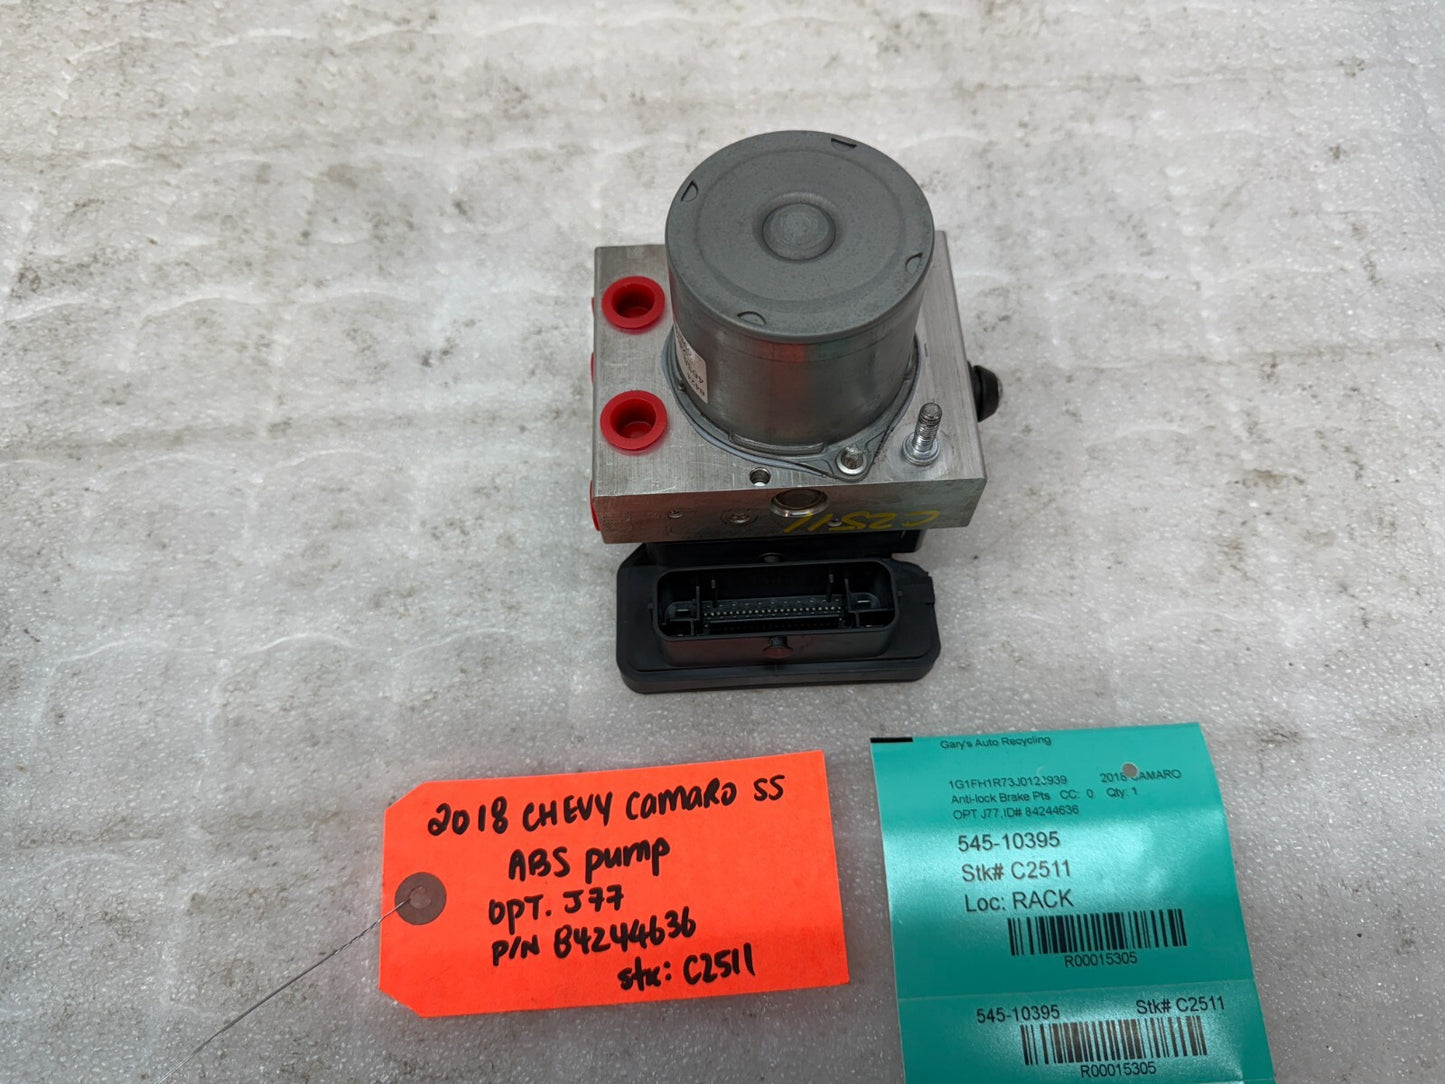 C2511
2018 CHEVY CAMARO SS
ABS pump
OPT. J77
P/N 84244636
stk: C2511
Gary's Auto Recycling
2018 CAMARO
Anti-lock Brake Pts CC: 0 Qty: 1
OPT J77,ID# 84244636
545-10395
Stk# C2511
Loc: RACK
R00015305
545-10395 Stk# C2511
R00015305